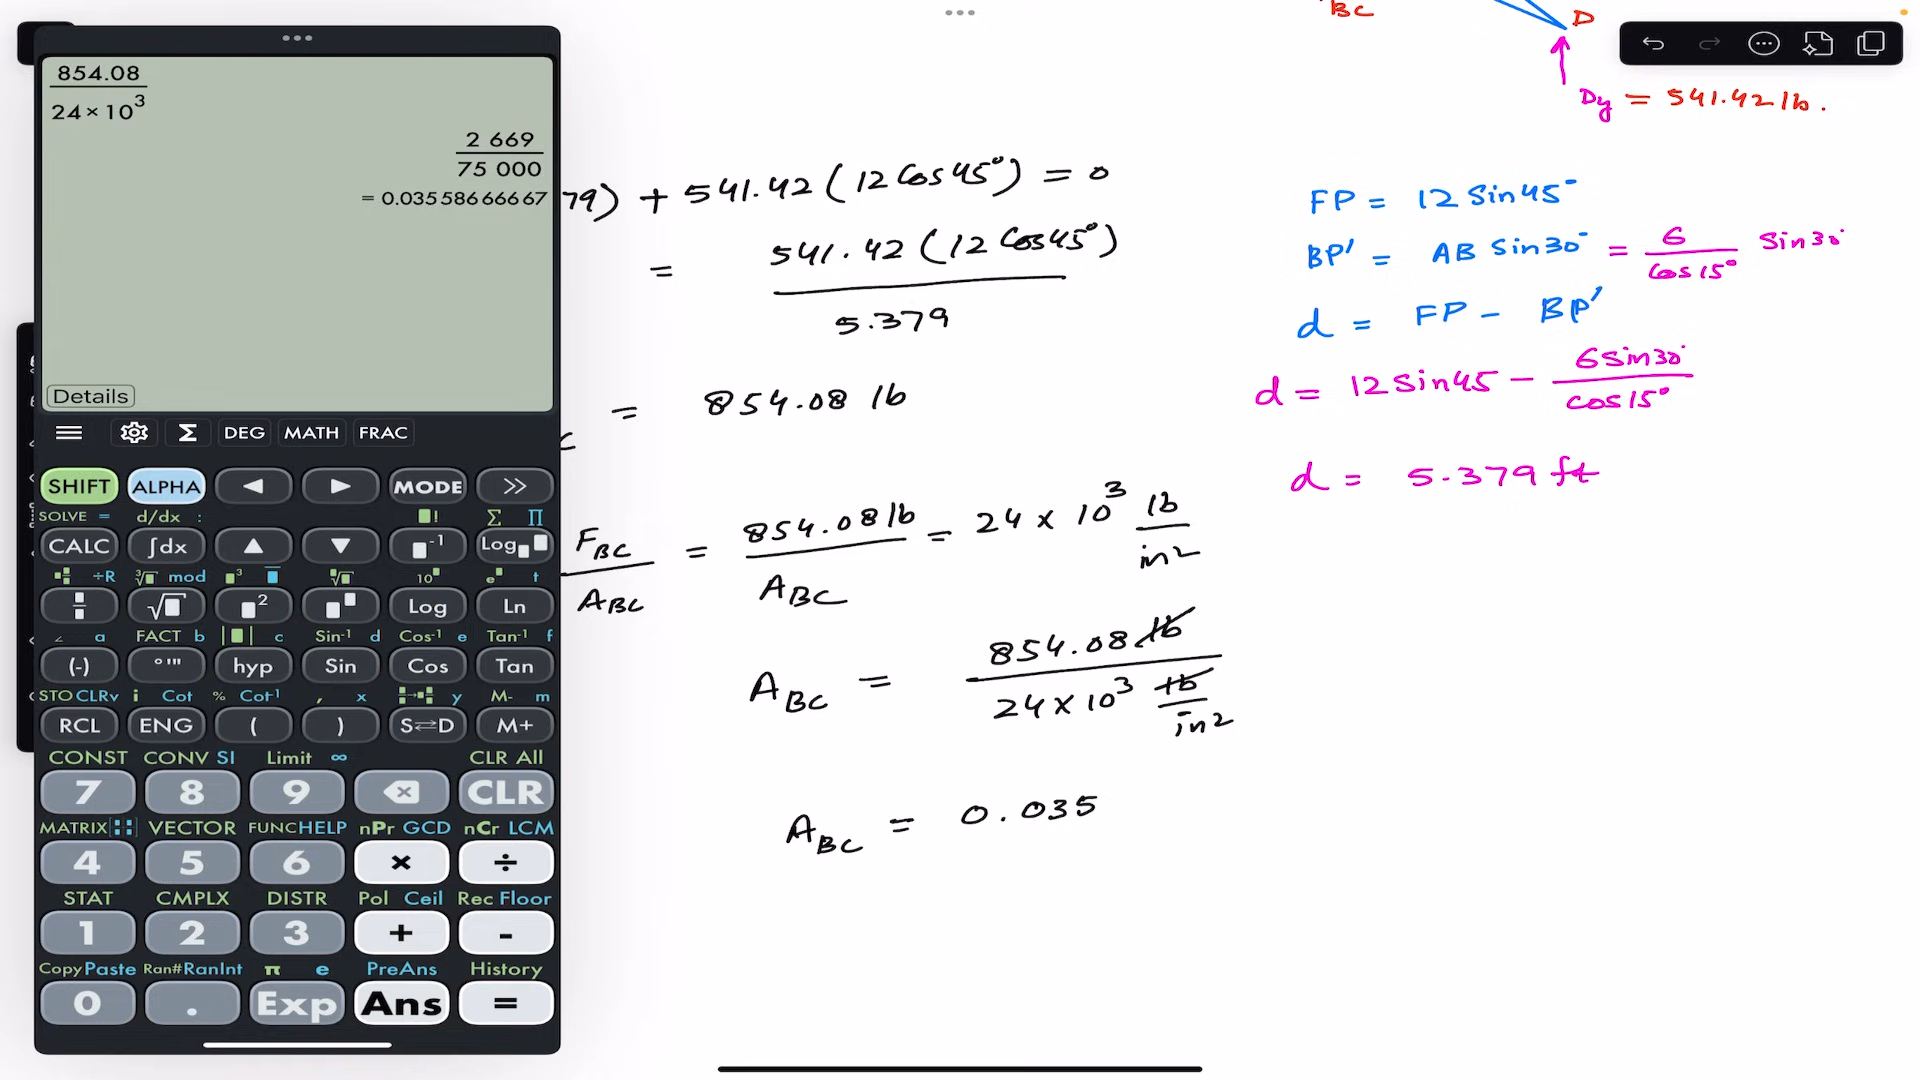 854.08
24×10³
2 669
75 000
= 0.03558666667
Details
DEG MATH FRAC
SHIFT ALPHA ◄ ► MODE >>
SOLVE = d/dx : ■! Σ Π
CALC ∫dx ▲ ▼ ■⁻¹ Log
÷R mod 10■ e■ t
Log Ln
∠ a FACT b |■| c Sin⁻¹ d Cos⁻¹ e Tan⁻¹ f
(-) °'" hyp Sin Cos Tan
STO CLRv i Cot % Cot⁻¹ , x y M- m
RCL ENG ( ) S⇄D M+
CONST CONV SI Limit ∞ CLR All
7 8 9 CLR
MATRIX VECTOR FUNC HELP nPr GCD nCr LCM
4 5 6 × ÷
STAT CMPLX DISTR Pol Ceil Rec Floor
1 2 3 + -
Copy Paste Ran# RanInt π e PreAns History
0 . Exp Ans =
BC
D
Dy = 541.42 lb.
79) + 541.42 (12 Cos45°) = 0
= 541.42 (12 Cos45°)
5.379
C = 854.08 lb
FBC
ABC
= 854.08 lb
ABC
= 24 × 10³ lb
in2
ABC = 854.08 lb
24 × 10³ lb
in2
ABC = 0.035
FP = 12 Sin45°
BP' = AB Sin30° = 6
Cos15°
Sin30°
d = FP - BP'
d = 12 Sin45 - 6 Sin30°
Cos15°
d = 5.379 ft